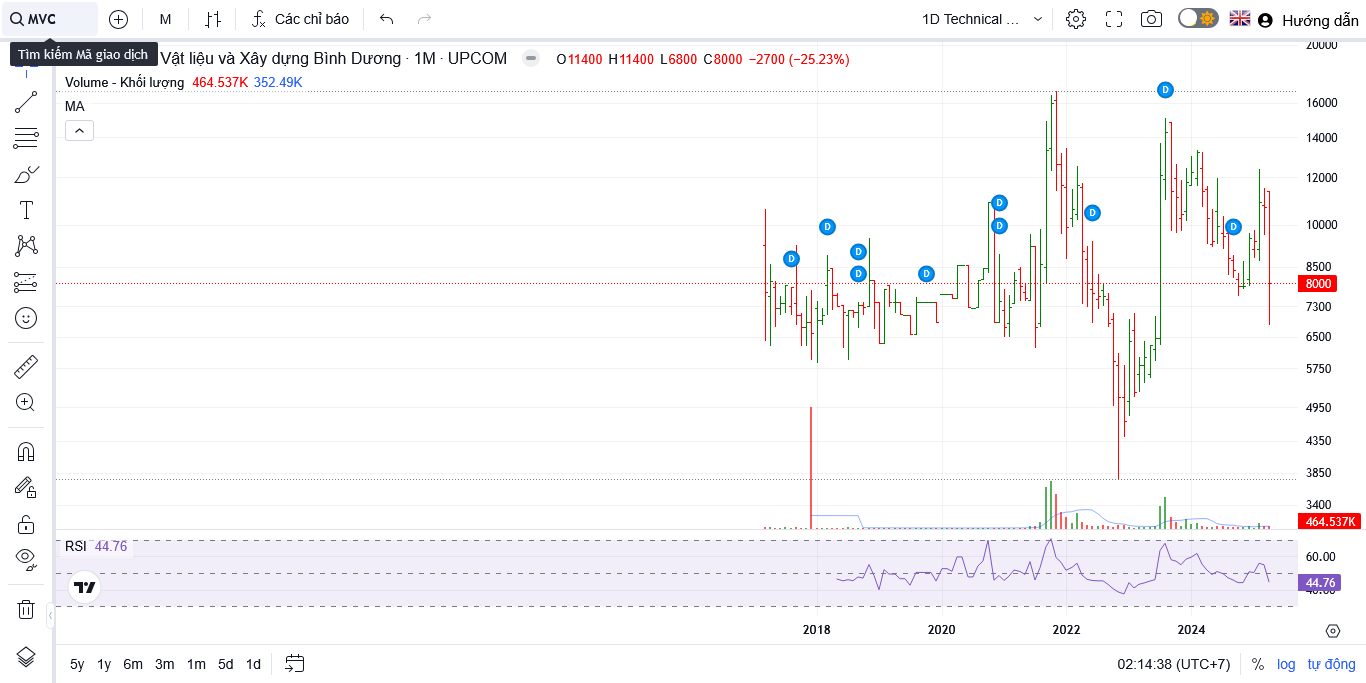 MVC M Các chỉ báo 1D Technical ... Hướng dẫn
Tìm kiếm Mã giao dịch
Vật liệu và Xây dựng Bình Dương · 1M · UPCOM O11400 H11400 L6800 C8000 −2700 (−25.23%)
Volume - Khối lượng 464.537K 352.49K
MA
20000
16000
14000
12000
10000
8500
8000
7300
6500
5750
4950
4350
3850
3400
464.537K
D
D
D
D
D
D
D
D
D
D
RSI 44.76
60.00
44.76
40.00
2018 2020 2022 2024
5y 1y 6m 3m 1m 5d 1d 02:14:38 (UTC+7) % log tự động